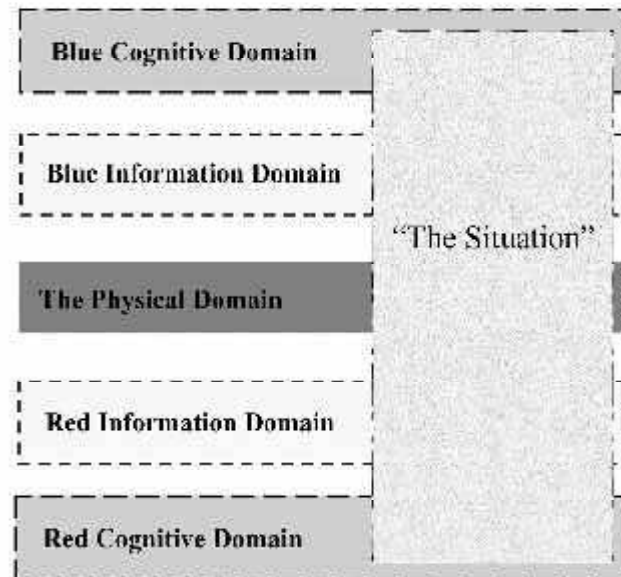 Blue Cognitive Domain
Blue Information Domain
“The Situation”
The Physical Domain
Red Information Domain
Red Cognitive Domain